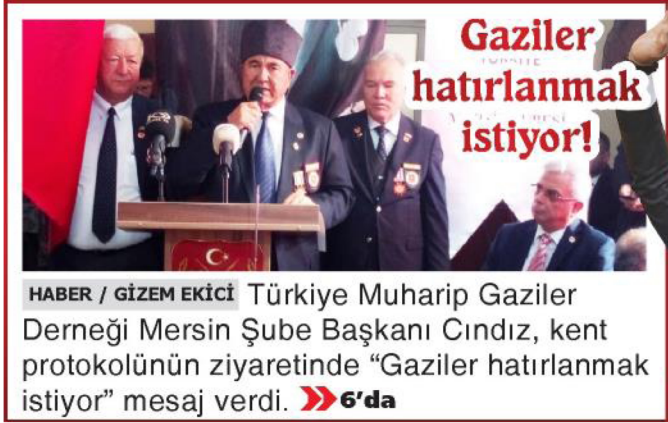 Gaziler
hatırlanmak
istiyor!
HABER / GİZEM EKİCİ Türkiye Muharip Gaziler
Derneği Mersin Şube Başkanı Cındız, kent
protokolünün ziyaretinde “Gaziler hatırlanmak
istiyor” mesaj verdi. 6’da